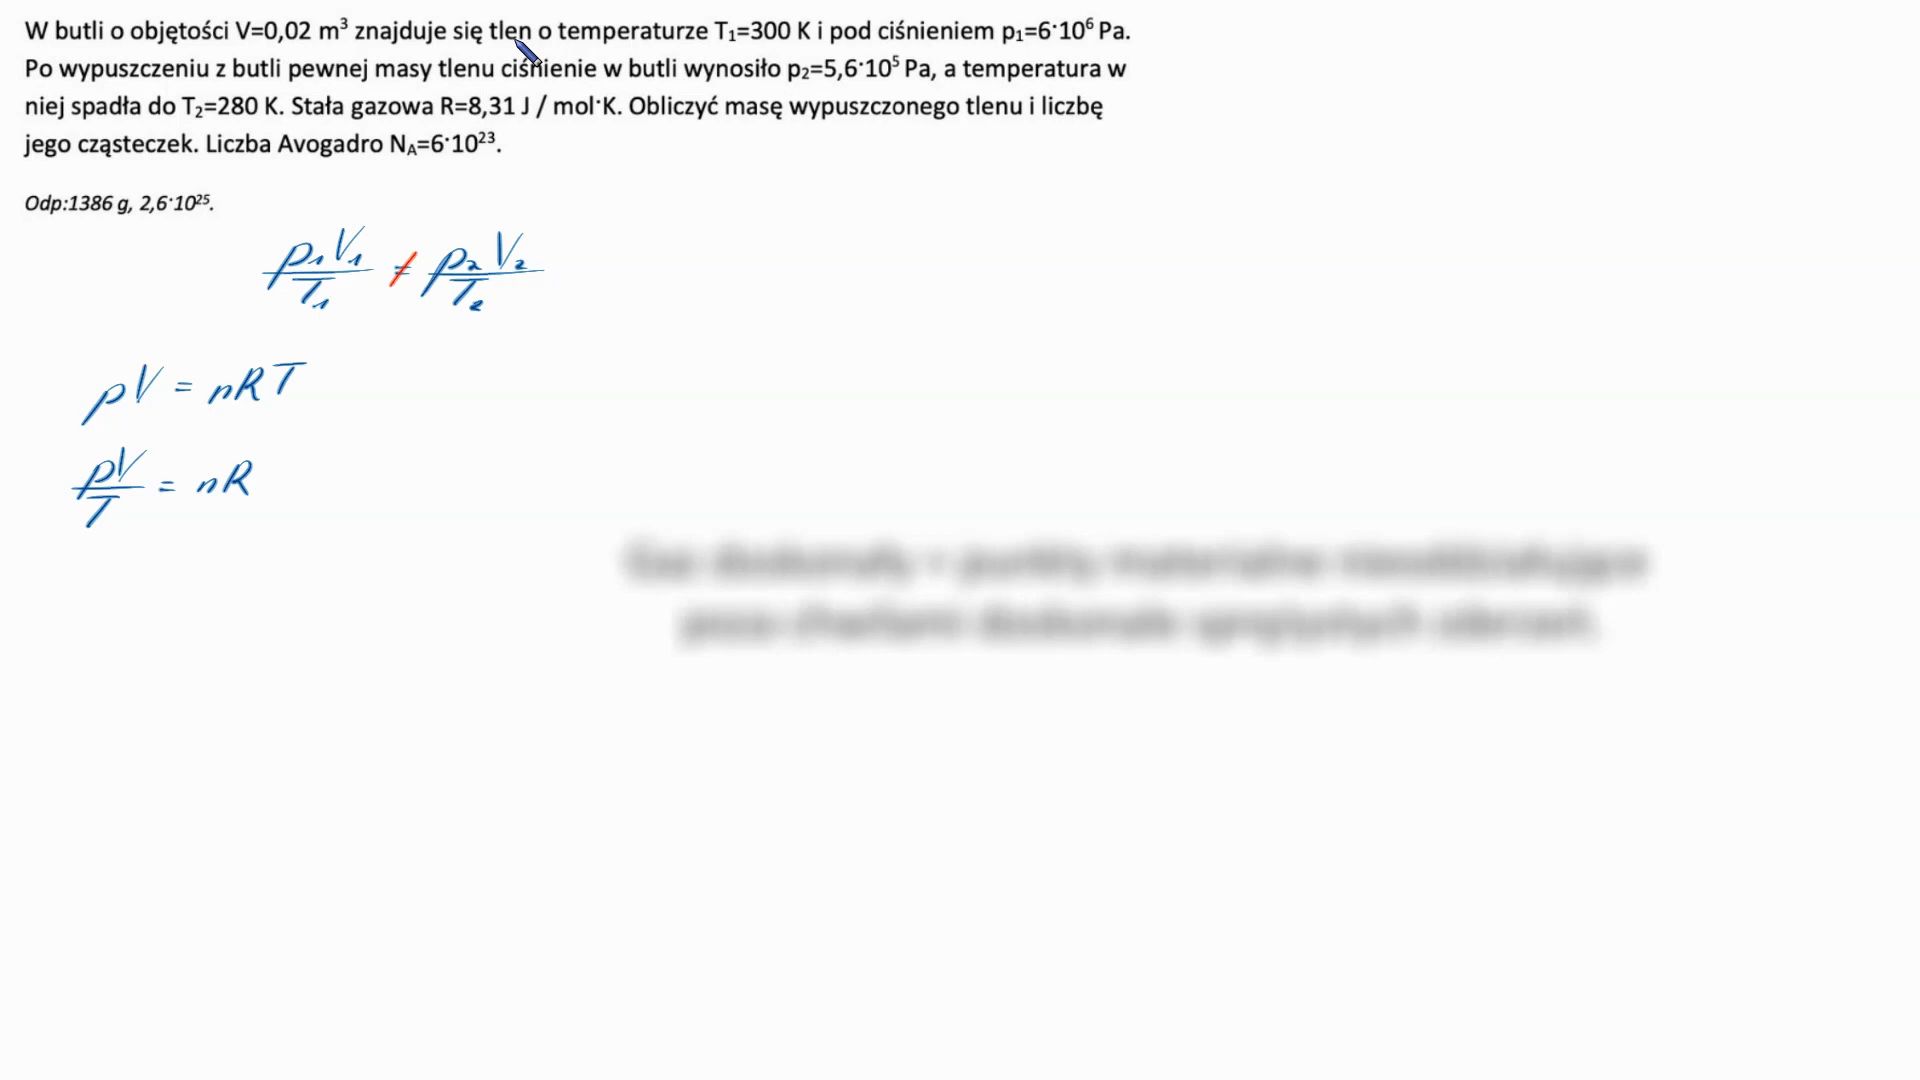 W butli o objętości V=0,02 m³ znajduje się tlen o temperaturze T₁=300 K i pod ciśnieniem p₁=6·10⁶ Pa.
Po wypuszczeniu z butli pewnej masy tlenu ciśnienie w butli wynosiło p₂=5,6·10⁵ Pa, a temperatura w
niej spadła do T₂=280 K. Stała gazowa R=8,31 J / mol·K. Obliczyć masę wypuszczonego tlenu i liczbę
jego cząsteczek. Liczba Avogadro Nₐ=6·10²³.
Odp:1386 g, 2,6·10²⁵.
p₁V₁/T₁ ≠ p₂V₂/T₂
pV = nRT
pV/T = nR